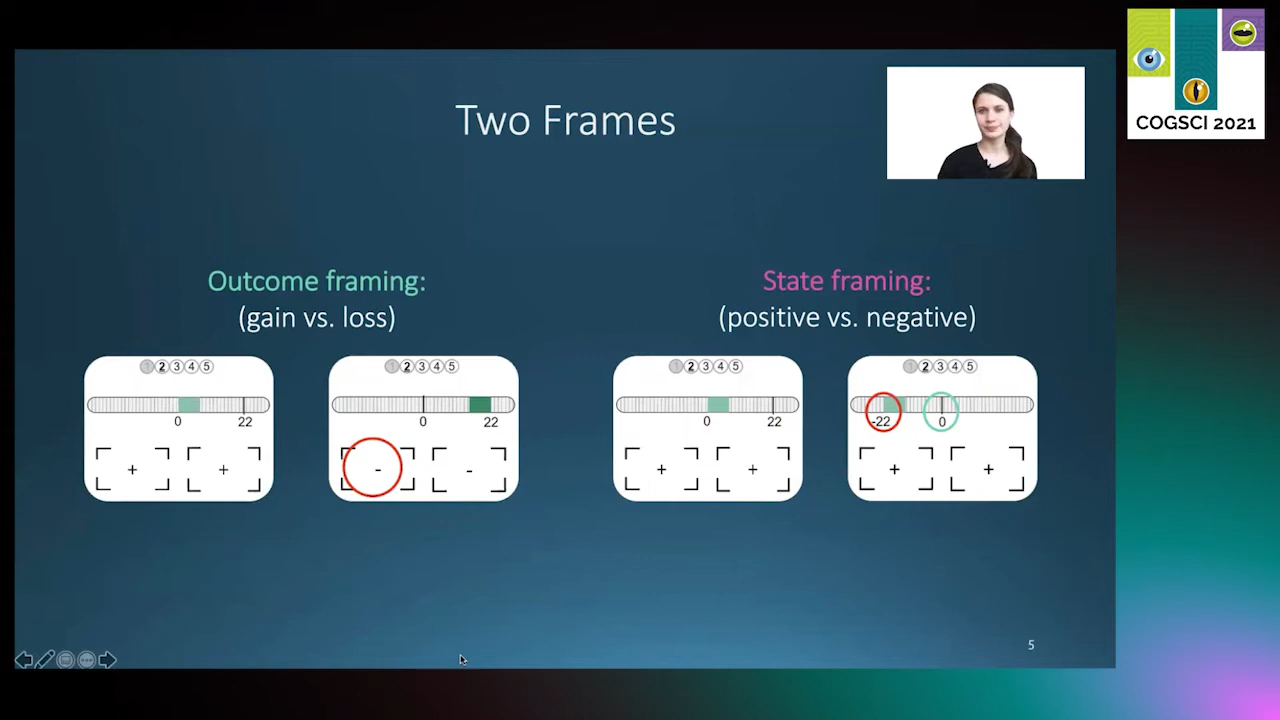 COGSCI 2021
Two Frames
Outcome framing:
(gain vs. loss)
1 2 3 4 5
0 22
+ +
1 2 3 4 5
0 22
- -
State framing:
(positive vs. negative)
1 2 3 4 5
0 22
+ +
1 2 3 4 5
-22 0
+ +
5